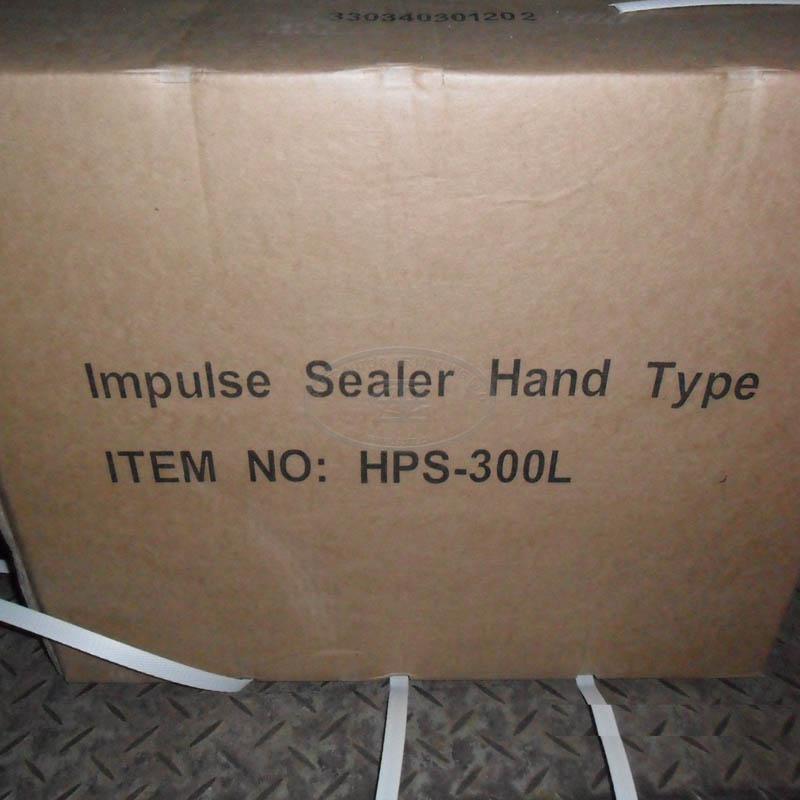 330340301202
Impulse Sealer Hand Type
ITEM NO: HPS-300L